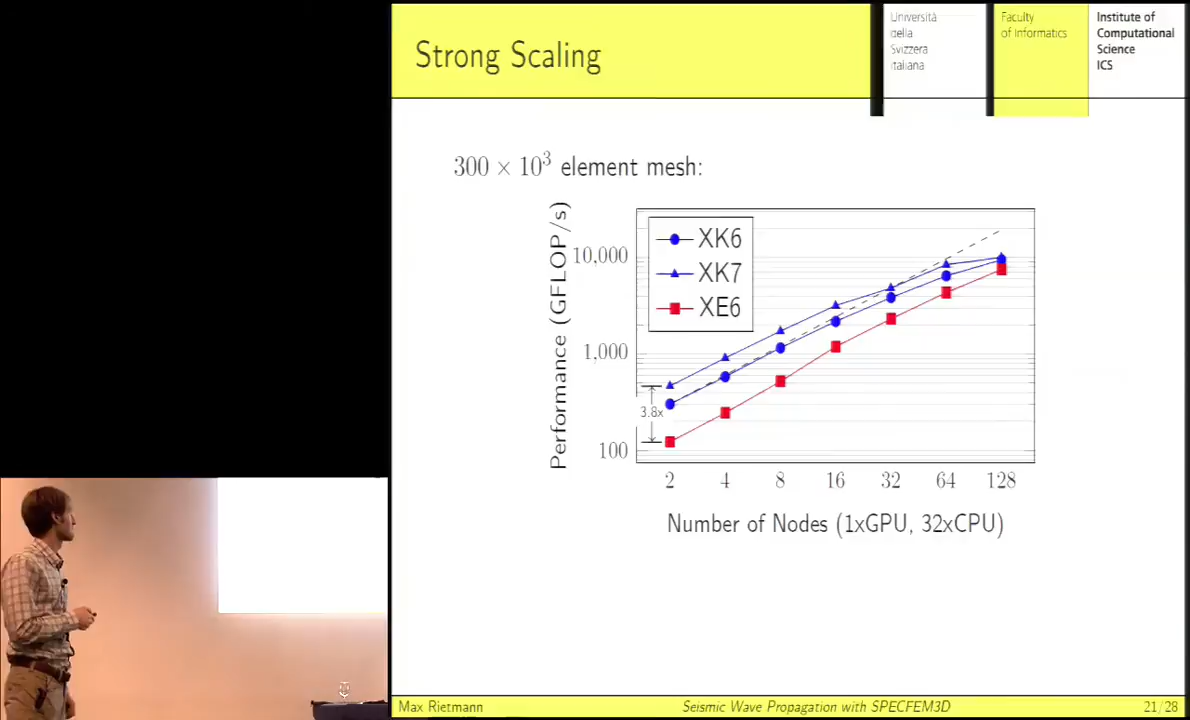 Strong Scaling
Università
della
Svizzera
italiana
Faculty
of Informatics
Institute of
Computational
Science
ICS
300 × 10³ element mesh:
Performance (GFLOP/s)
10,000
1,000
100
XK6
XK7
XE6
3.8x
2 4 8 16 32 64 128
Number of Nodes (1xGPU, 32xCPU)
Max Rietmann
Seismic Wave Propagation with SPECFEM3D
21/28